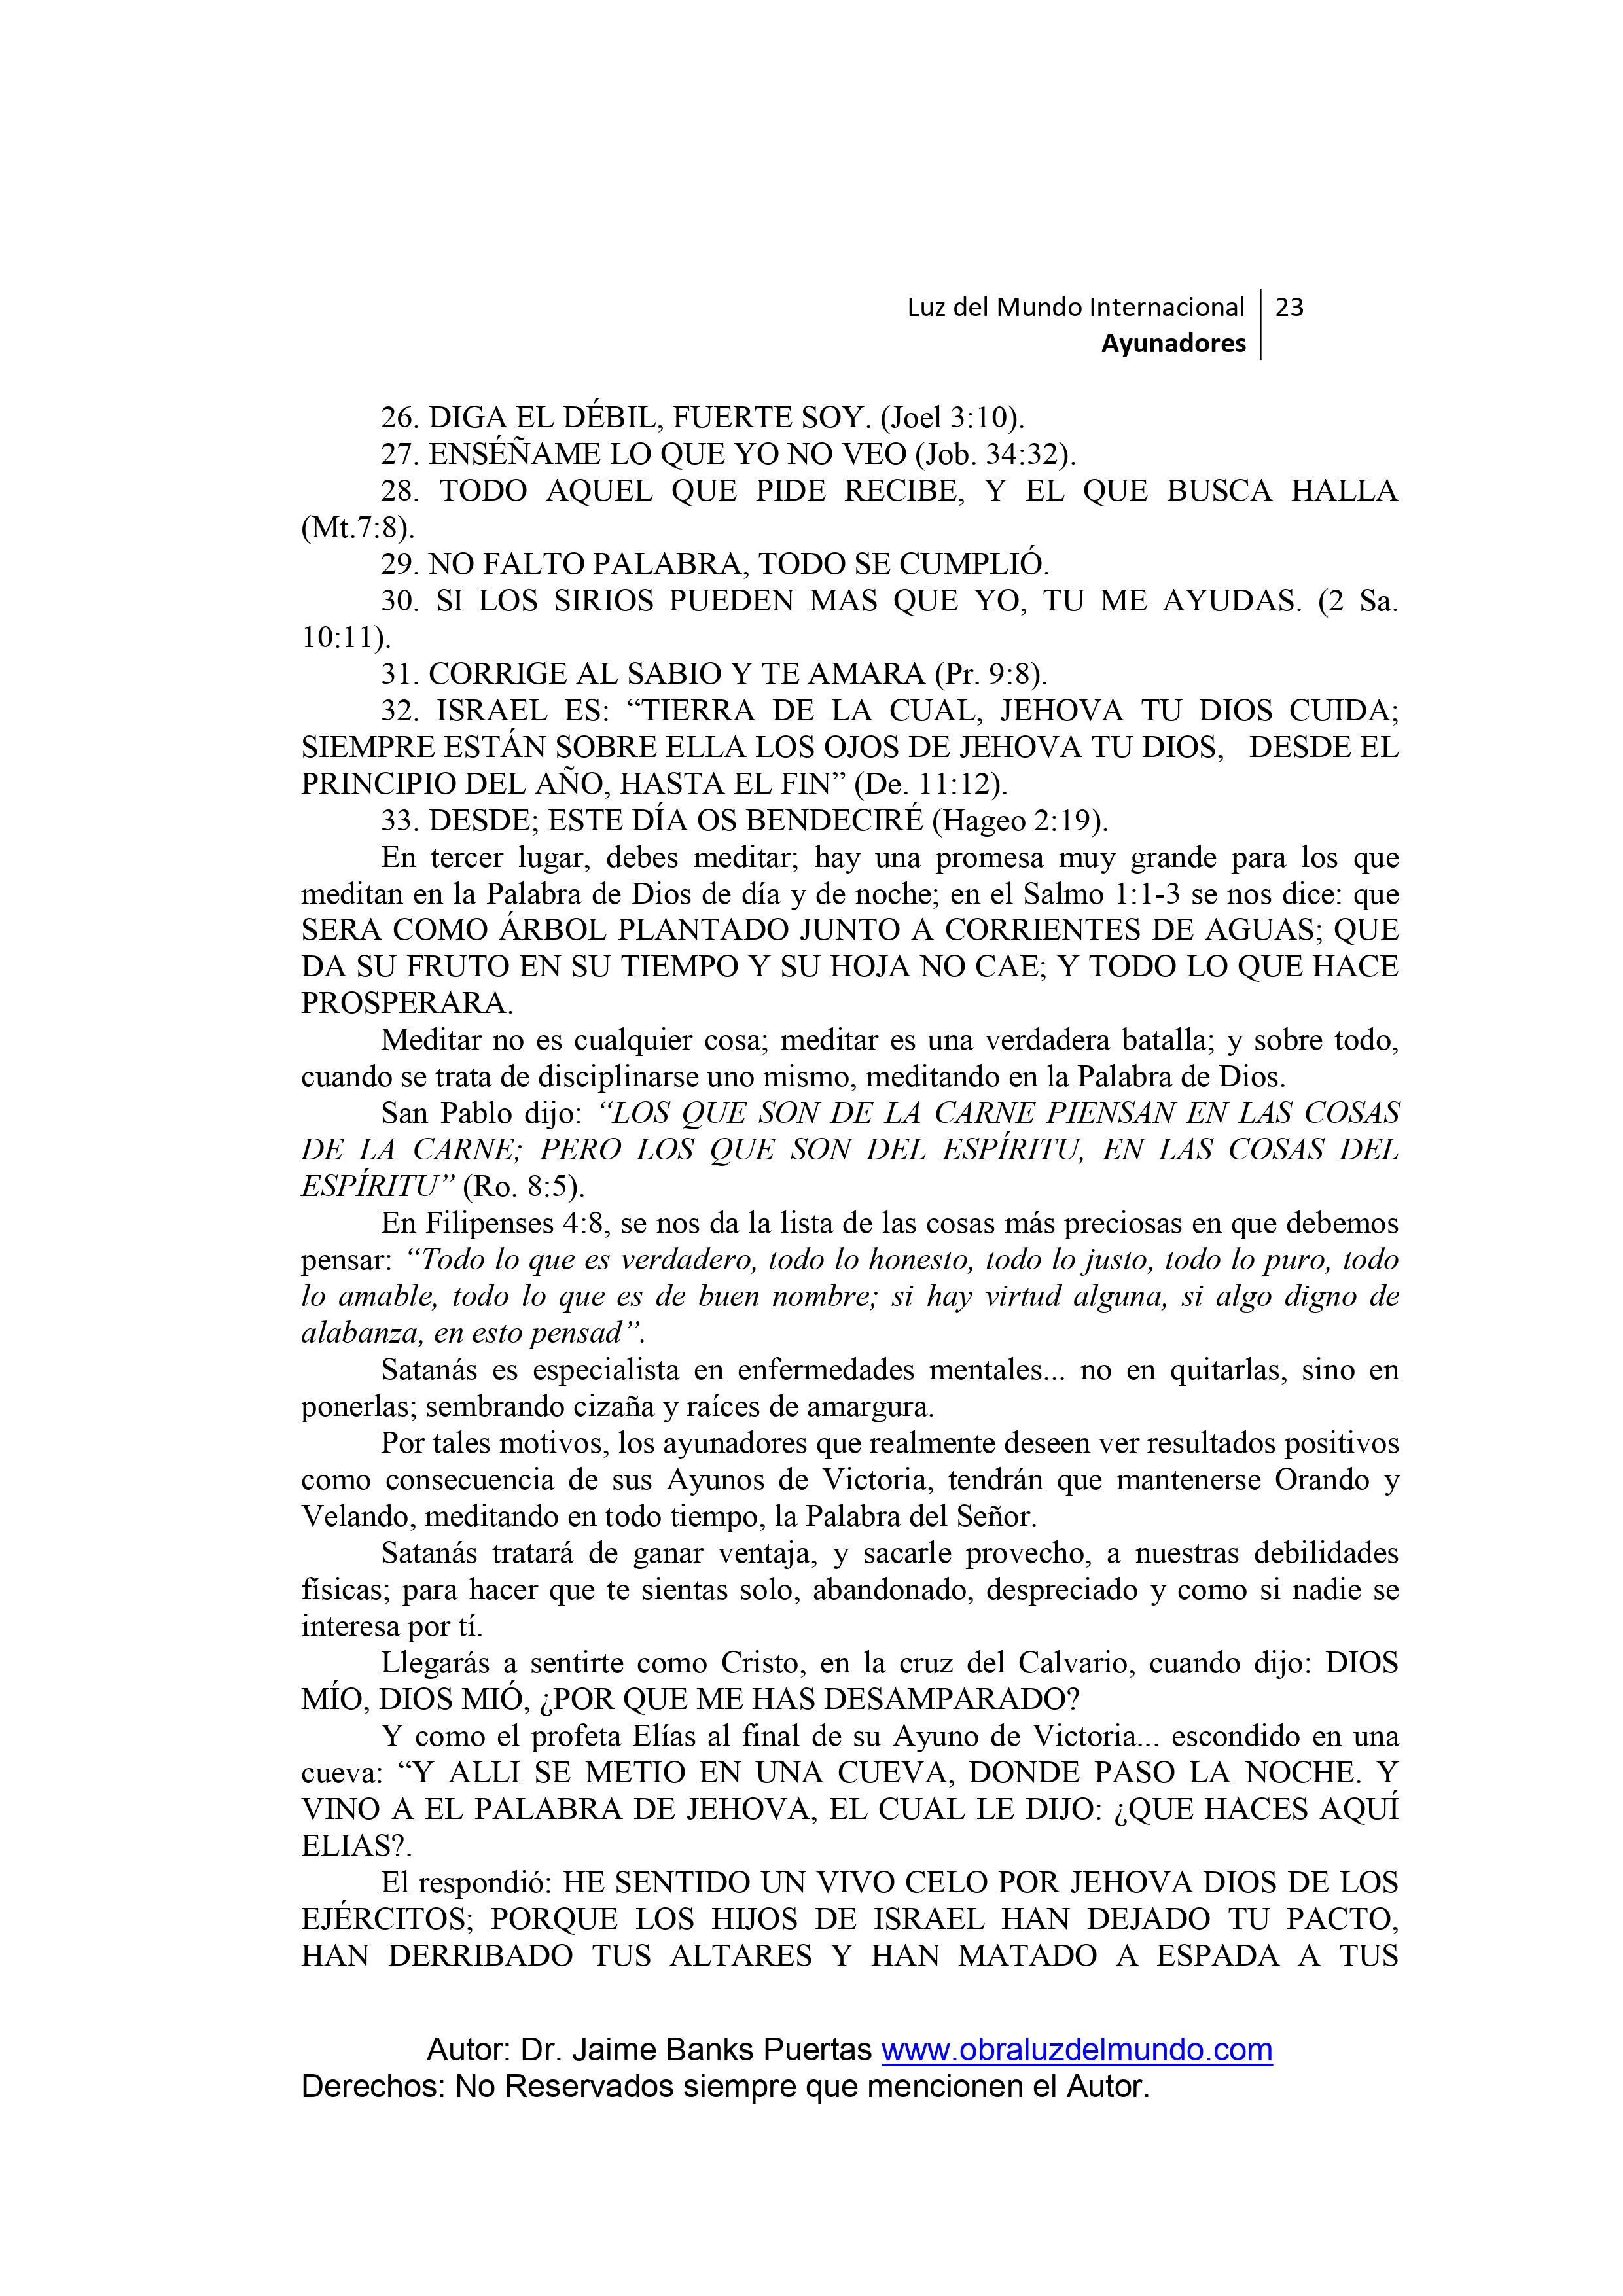 Luz del Mundo Internacional 23
Ayunadores
26. DIGA EL DÉBIL, FUERTE SOY. (Joel 3:10).
27. ENSÉÑAME LO QUE YO NO VEO (Job. 34:32).
28. TODO AQUEL QUE PIDE RECIBE, Y EL QUE BUSCA HALLA
(Mt.7:8).
29. NO FALTO PALABRA, TODO SE CUMPLIÓ.
30. SI LOS SIRIOS PUEDEN MAS QUE YO, TU ME AYUDAS. (2 Sa.
10:11).
31. CORRIGE AL SABIO Y TE AMARA (Pr. 9:8).
32. ISRAEL ES: “TIERRA DE LA CUAL, JEHOVA TU DIOS CUIDA;
SIEMPRE ESTÁN SOBRE ELLA LOS OJOS DE JEHOVA TU DIOS, DESDE EL
PRINCIPIO DEL AÑO, HASTA EL FIN” (De. 11:12).
33. DESDE; ESTE DÍA OS BENDECIRÉ (Hageo 2:19).
En tercer lugar, debes meditar; hay una promesa muy grande para los que
meditan en la Palabra de Dios de día y de noche; en el Salmo 1:1-3 se nos dice: que
SERA COMO ÁRBOL PLANTADO JUNTO A CORRIENTES DE AGUAS; QUE
DA SU FRUTO EN SU TIEMPO Y SU HOJA NO CAE; Y TODO LO QUE HACE
PROSPERARA.
Meditar no es cualquier cosa; meditar es una verdadera batalla; y sobre todo,
cuando se trata de disciplinarse uno mismo, meditando en la Palabra de Dios.
San Pablo dijo: “LOS QUE SON DE LA CARNE PIENSAN EN LAS COSAS
DE LA CARNE; PERO LOS QUE SON DEL ESPÍRITU, EN LAS COSAS DEL
ESPÍRITU” (Ro. 8:5).
En Filipenses 4:8, se nos da la lista de las cosas más preciosas en que debemos
pensar: “Todo lo que es verdadero, todo lo honesto, todo lo justo, todo lo puro, todo
lo amable, todo lo que es de buen nombre; si hay virtud alguna, si algo digno de
alabanza, en esto pensad”.
Satanás es especialista en enfermedades mentales... no en quitarlas, sino en
ponerlas; sembrando cizaña y raíces de amargura.
Por tales motivos, los ayunadores que realmente deseen ver resultados positivos
como consecuencia de sus Ayunos de Victoria, tendrán que mantenerse Orando y
Velando, meditando en todo tiempo, la Palabra del Señor.
Satanás tratará de ganar ventaja, y sacarle provecho, a nuestras debilidades
físicas; para hacer que te sientas solo, abandonado, despreciado y como si nadie se
interesa por tí.
Llegarás a sentirte como Cristo, en la cruz del Calvario, cuando dijo: DIOS
MÍO, DIOS MIÓ, ¿POR QUE ME HAS DESAMPARADO?
Y como el profeta Elías al final de su Ayuno de Victoria... escondido en una
cueva: “Y ALLI SE METIO EN UNA CUEVA, DONDE PASO LA NOCHE. Y
VINO A EL PALABRA DE JEHOVA, EL CUAL LE DIJO: ¿QUE HACES AQUÍ
ELIAS?.
El respondió: HE SENTIDO UN VIVO CELO POR JEHOVA DIOS DE LOS
EJÉRCITOS; PORQUE LOS HIJOS DE ISRAEL HAN DEJADO TU PACTO,
HAN DERRIBADO TUS ALTARES Y HAN MATADO A ESPADA A TUS
Autor: Dr. Jaime Banks Puertas www.obraluzdelmundo.com
Derechos: No Reservados siempre que mencionen el Autor.